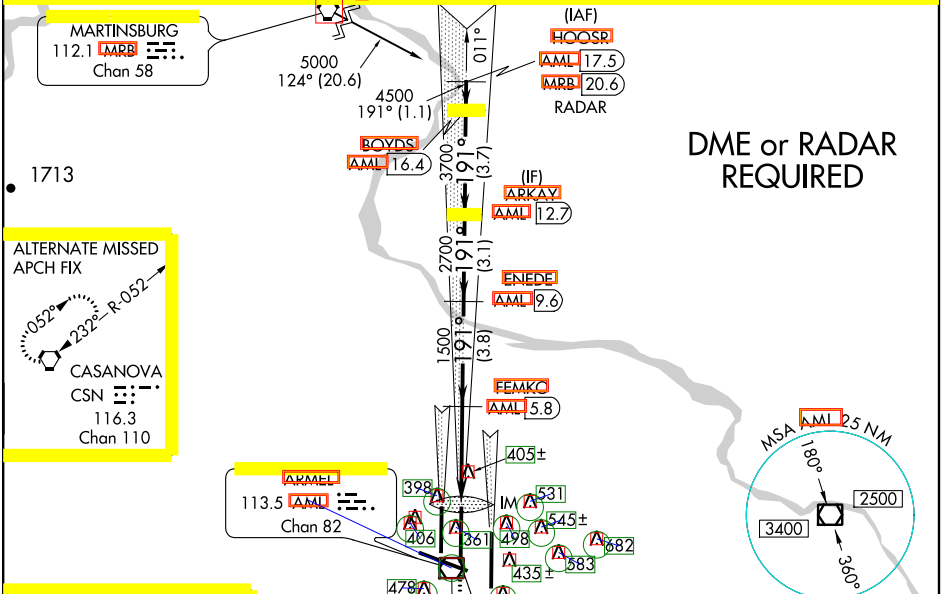 MARTINSBURG
112.1 MRB
Chan 58
5000
124° (20.6)
4500
191° (1.1)
011°
(IAF)
HOOSR
AML 17.5
MRB 20.6
RADAR
BOYDS
AML 16.4
3700
191°
(3.7)
DME or RADAR
REQUIRED
1713
(IF)
ARKAY
AML 12.7
ALTERNATE MISSED
APCH FIX
052°
232°
R-052
CASANOVA
CSN
116.3
Chan 110
2700
191°
(3.1)
ENEDE
AML 9.6
1500
191°
(3.8)
FEMKO
AML 5.8
MSA AML 25 NM
180°
2500
3400
360°
ARMEL
113.5 AML
Chan 82
405±
398
IM
531
406
361
498
545±
682
583
435±
478